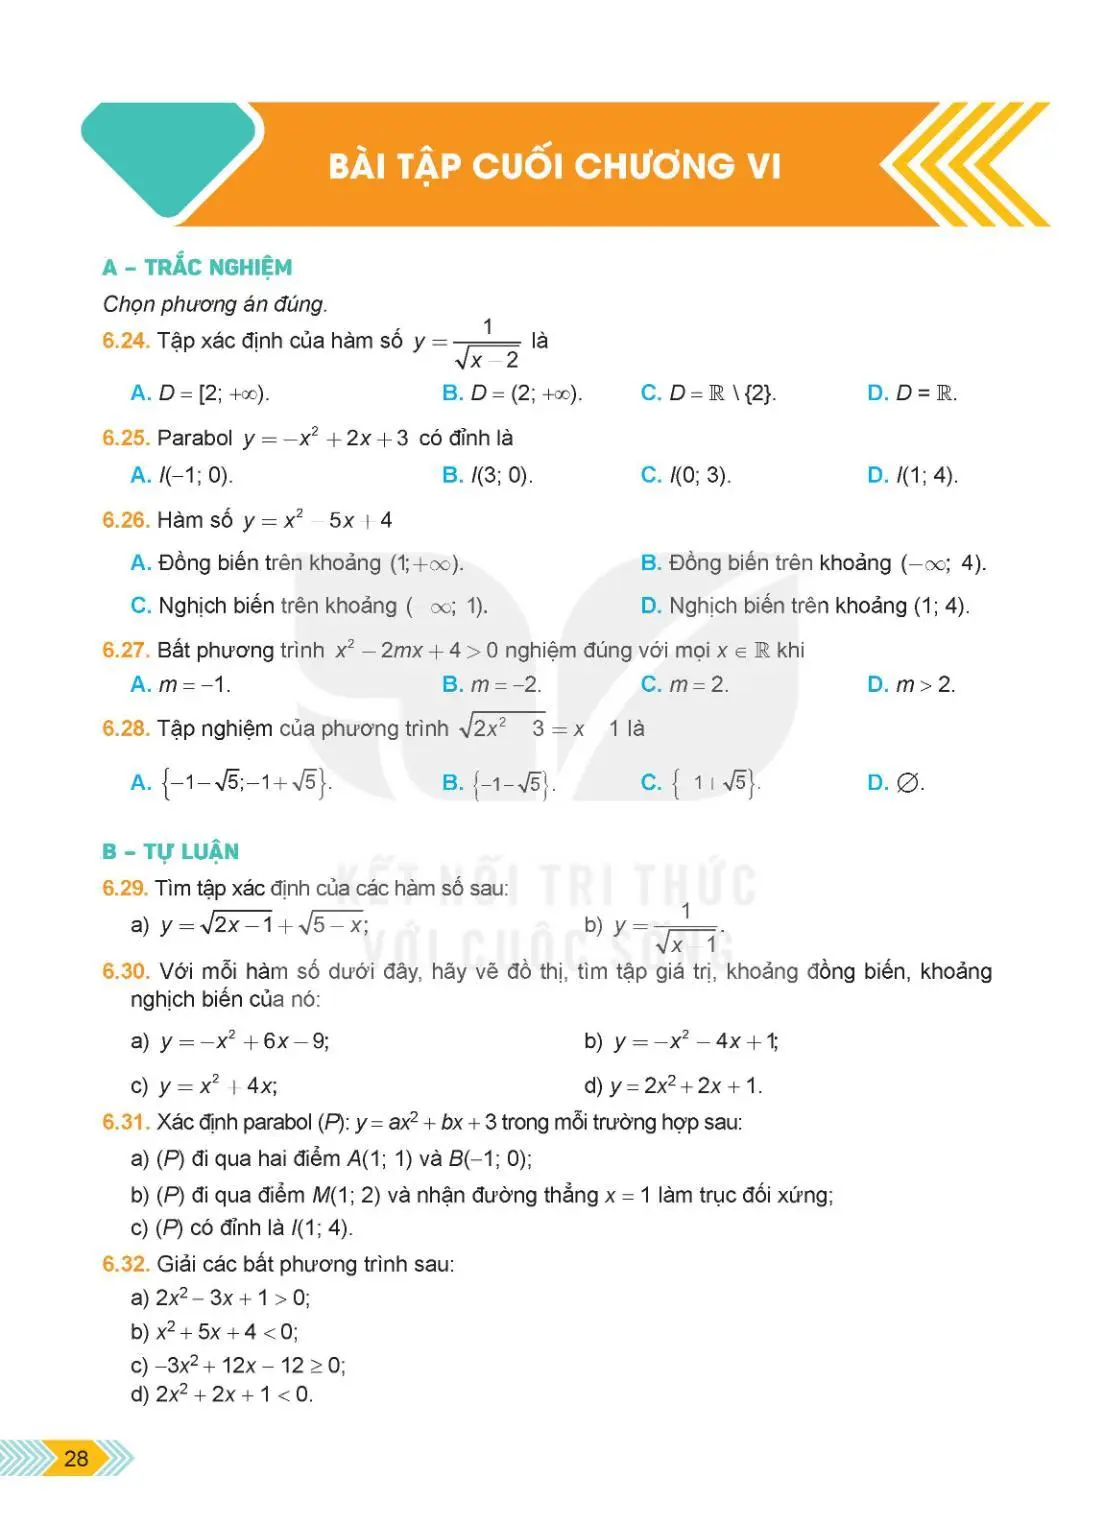 BÀI TẬP CUỐI CHƯƠNG VI
A – TRẮC NGHIỆM
Chọn phương án đúng.
6.24. Tập xác định của hàm số y = 1/√(x − 2) là
A. D = [2; +∞). B. D = (2; +∞). C. D = ℝ \ {2}. D. D = ℝ.
6.25. Parabol y = −x² + 2x + 3 có đỉnh là
A. I(−1; 0). B. I(3; 0). C. I(0; 3). D. I(1; 4).
6.26. Hàm số y = x² − 5x + 4
A. Đồng biến trên khoảng (1; +∞). B. Đồng biến trên khoảng (−∞; 4).
C. Nghịch biến trên khoảng ( ∞; 1). D. Nghịch biến trên khoảng (1; 4).
6.27. Bất phương trình x² − 2mx + 4 > 0 nghiệm đúng với mọi x ∈ ℝ khi
A. m = −1. B. m = −2. C. m = 2. D. m > 2.
6.28. Tập nghiệm của phương trình √(2x² 3) = x 1 là
A. {−1−√5; −1+√5}. B. {−1−√5}. C. { 1+√5}. D. ∅.
B – TỰ LUẬN
KẾT NỐI TRI THỨC
6.29. Tìm tập xác định của các hàm số sau:
a) y = √(2x − 1) + √(5 − x); b) y = 1/√(x − 1).
VỚI CUỘC SỐNG
6.30. Với mỗi hàm số dưới đây, hãy vẽ đồ thị, tìm tập giá trị, khoảng đồng biến, khoảng
nghịch biến của nó:
a) y = −x² + 6x − 9; b) y = −x² − 4x + 1;
c) y = x² + 4x; d) y = 2x² + 2x + 1.
6.31. Xác định parabol (P): y = ax² + bx + 3 trong mỗi trường hợp sau:
a) (P) đi qua hai điểm A(1; 1) và B(−1; 0);
b) (P) đi qua điểm M(1; 2) và nhận đường thẳng x = 1 làm trục đối xứng;
c) (P) có đỉnh là I(1; 4).
6.32. Giải các bất phương trình sau:
a) 2x² − 3x + 1 > 0;
b) x² + 5x + 4 < 0;
c) −3x² + 12x − 12 ≥ 0;
d) 2x² + 2x + 1 < 0.
28